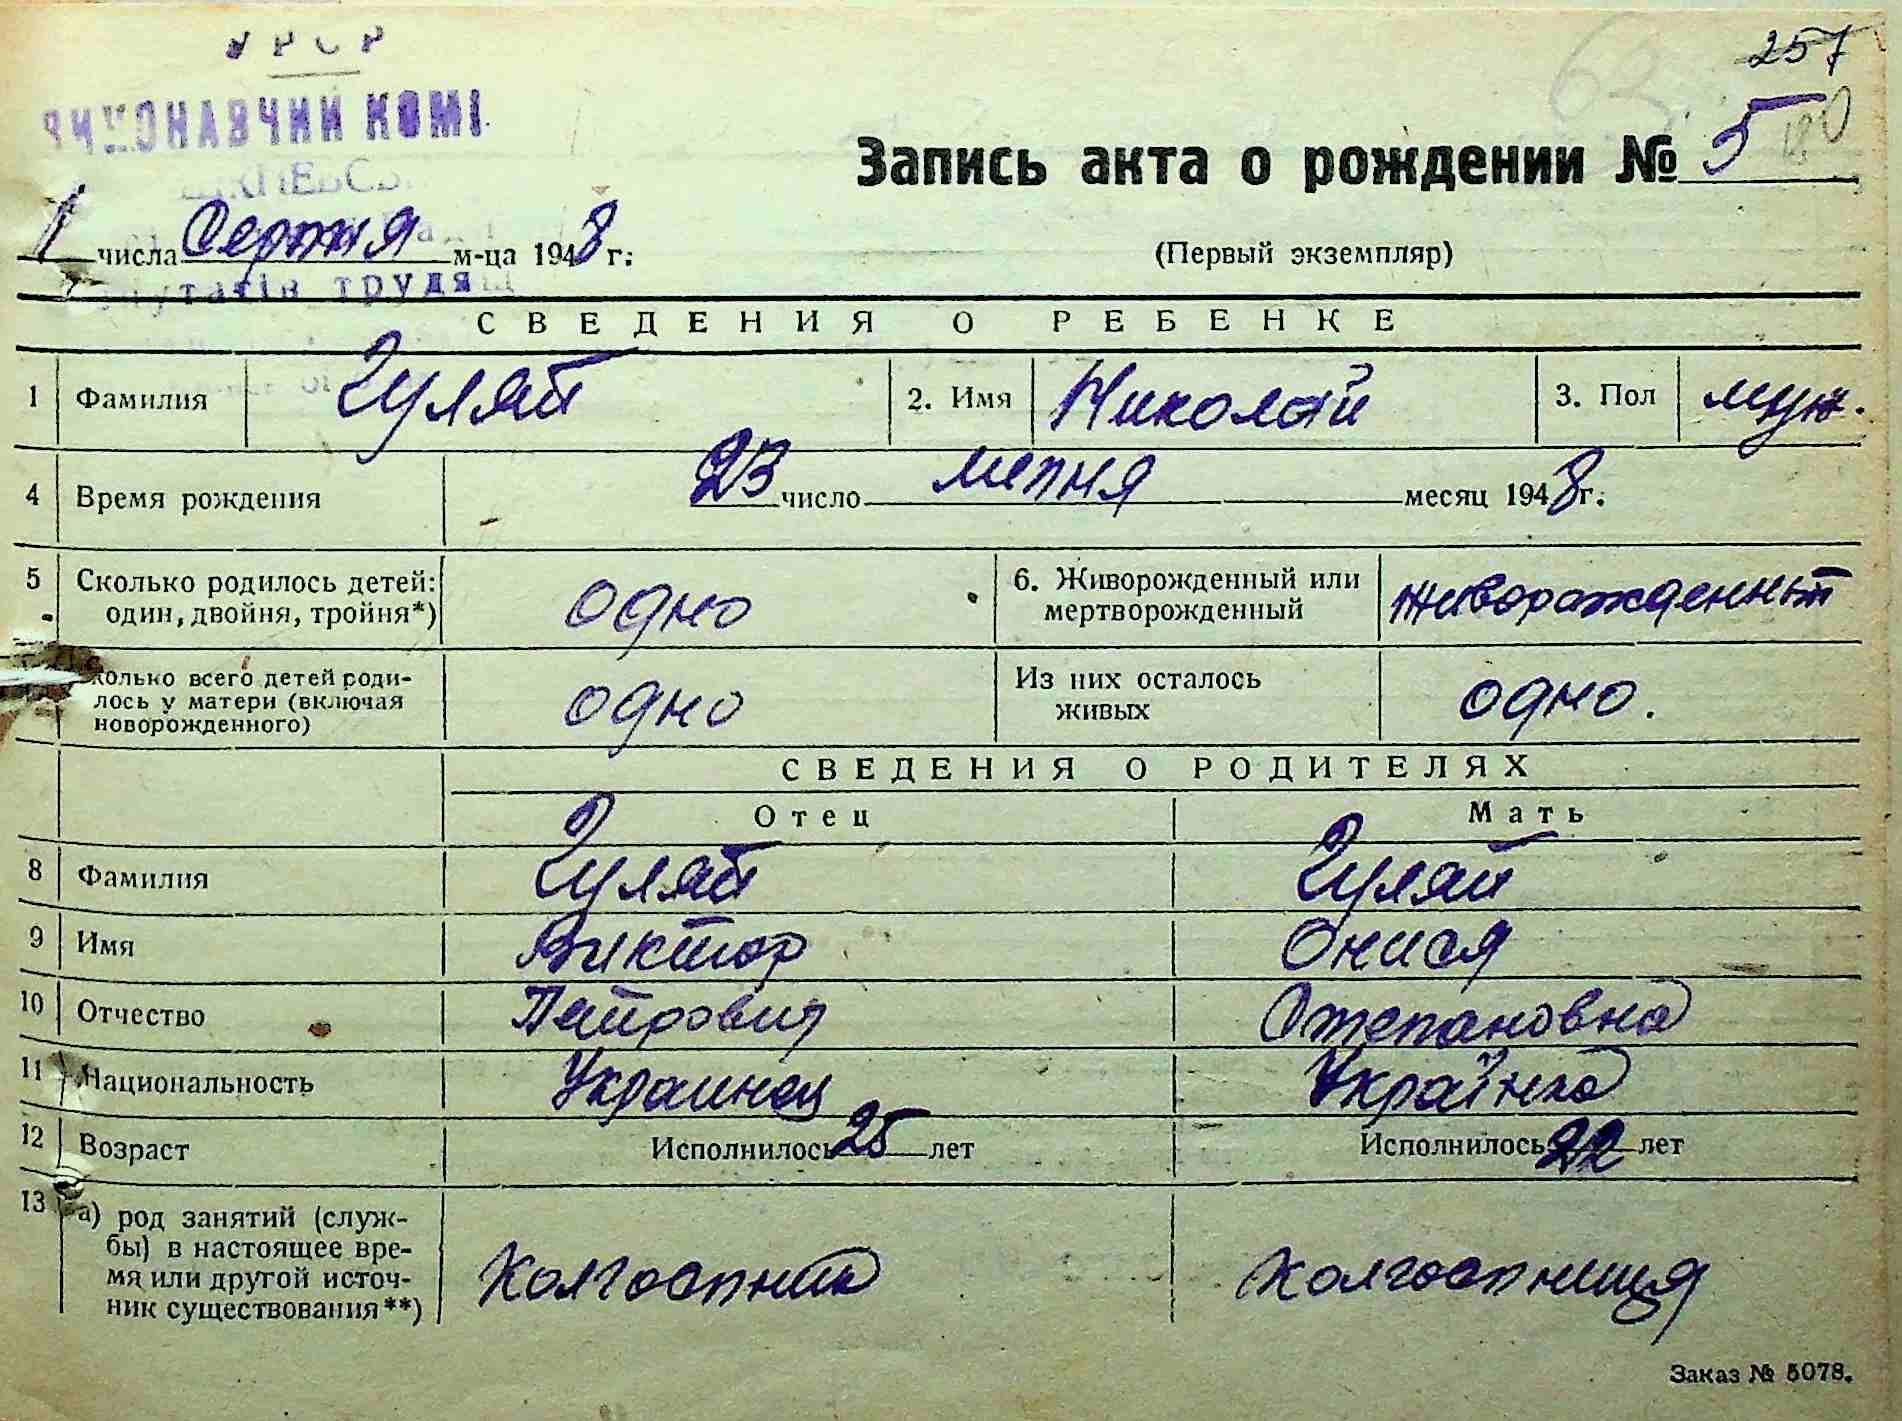 УРСР
257
ВИКОНАВЧИЙ КОМІ
Запись акта о рождении № 5
1 числа Серпня м-ца 1948 г.
(Первый экземпляр)
путатів трудя
СВЕДЕНИЯ О РЕБЕНКЕ
1 Фамилия Гуляй 2. Имя Николай 3. Пол муж.
4 Время рождения 23 число липня месяц 1948 г.
5 Сколько родилось детей: один, двойня, тройня*) одно 6. Живорожденный или мертворожденный живорожденный
колько всего детей родилось у матери (включая новорожденного) одно Из них осталось живых одно.
СВЕДЕНИЯ О РОДИТЕЛЯХ
Отец Мать
8 Фамилия Гуляй Гуляй
9 Имя Виктор Онися
10 Отчество Петрович Степановна
11 Национальность Украинец Українка
12 Возраст Исполнилось 25 лет Исполнилось 22 лет
13 а) род занятий (службы) в настоящее время или другой источник существования**) Колгоспник Колгоспниця
Заказ № 5078.